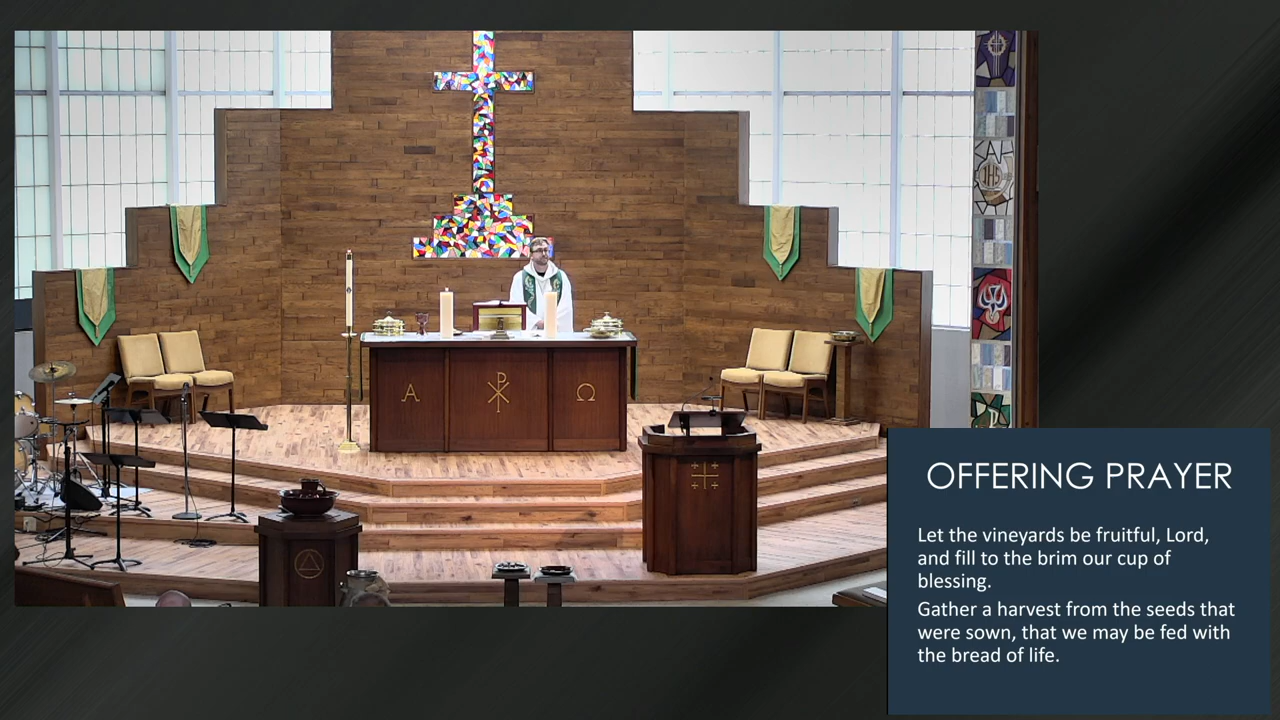 IHS
Α
☧
Ω
OFFERING PRAYER
Let the vineyards be fruitful, Lord,
and fill to the brim our cup of
blessing.
Gather a harvest from the seeds that
were sown, that we may be fed with
the bread of life.